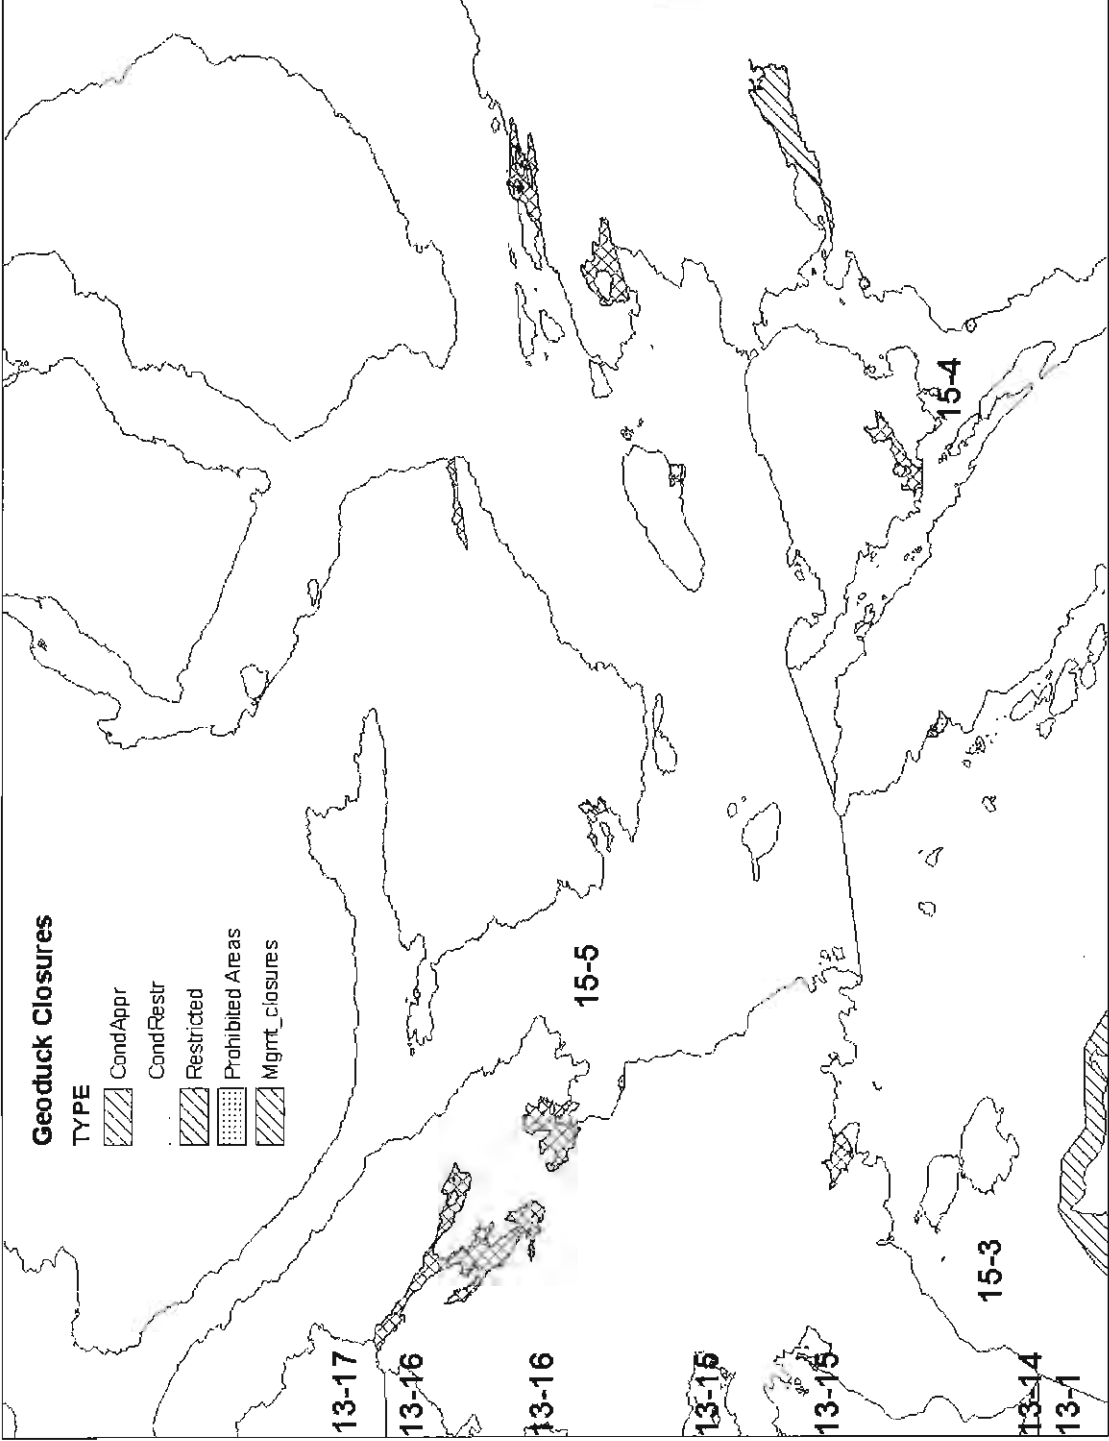 Geoduck Closures
TYPE
CondAppr
CondRestr
Restricted
Prohibited Areas
Mgmt_closures
13-17
13-16
13-16
13-15
13-15
13-14
13-1
15-5
15-3
15-4